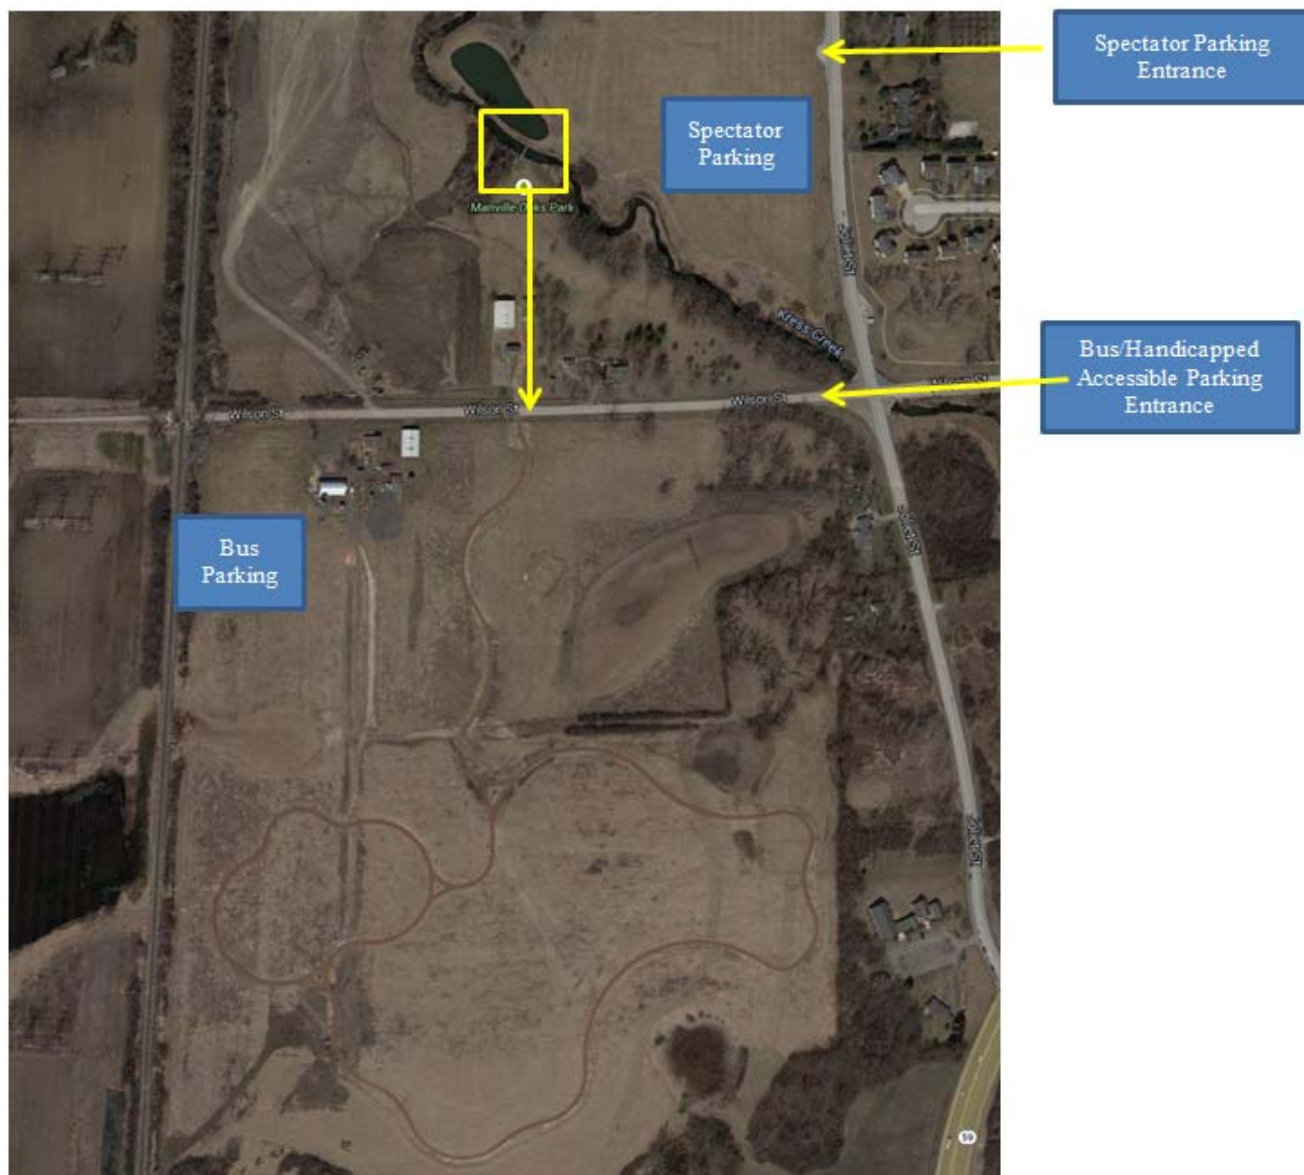 Spectator Parking
Entrance
Spectator
Parking
Manville Oaks Park
Kress Creek
Bus/Handicapped
Accessible Parking
Entrance
Wilson St
Wilson St
Wilson St
Wilson St
Bus
Parking
59